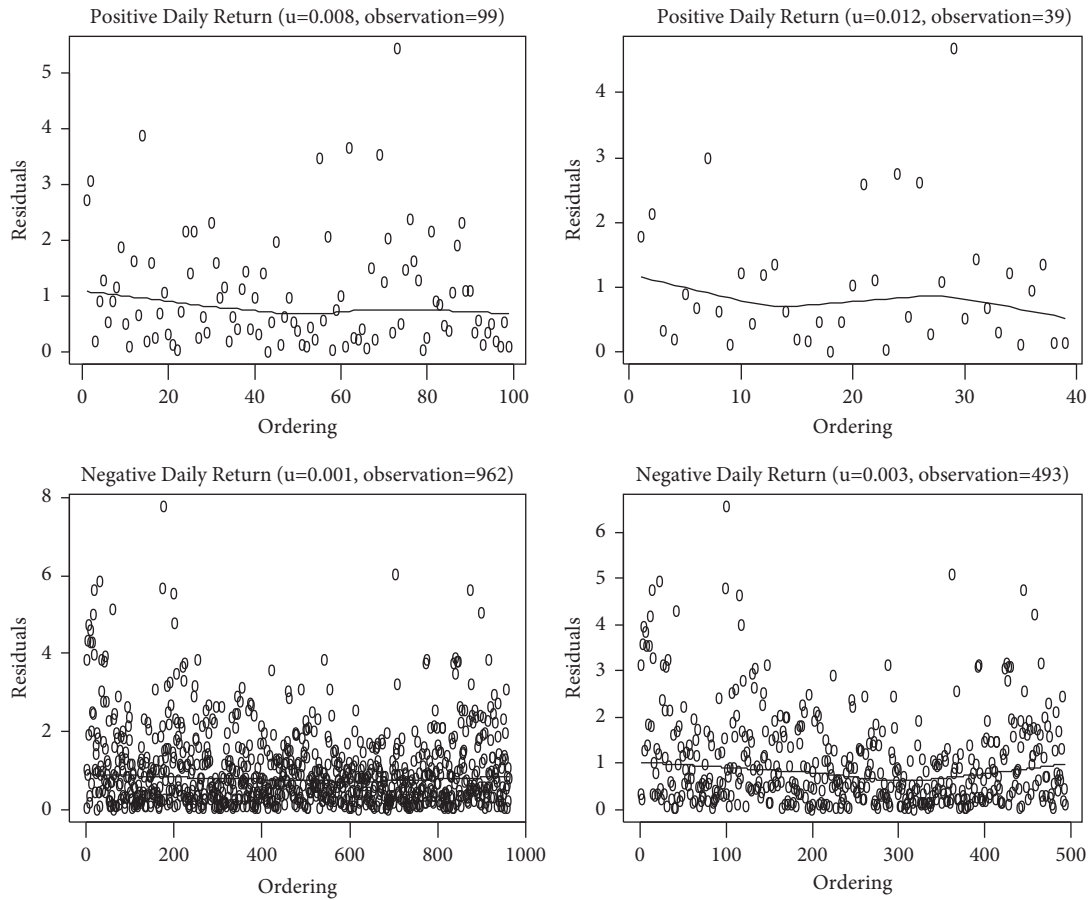 Positive Daily Return (u=0.008, observation=99)
Residuals
5
4
3
2
1
0
0 20 40 60 80 100
Ordering
Positive Daily Return (u=0.012, observation=39)
Residuals
4
3
2
1
0
0 10 20 30 40
Ordering
Negative Daily Return (u=0.001, observation=962)
Residuals
8
6
4
2
0
0 200 400 600 800 1000
Ordering
Negative Daily Return (u=0.003, observation=493)
Residuals
6
5
4
3
2
1
0
0 100 200 300 400 500
Ordering